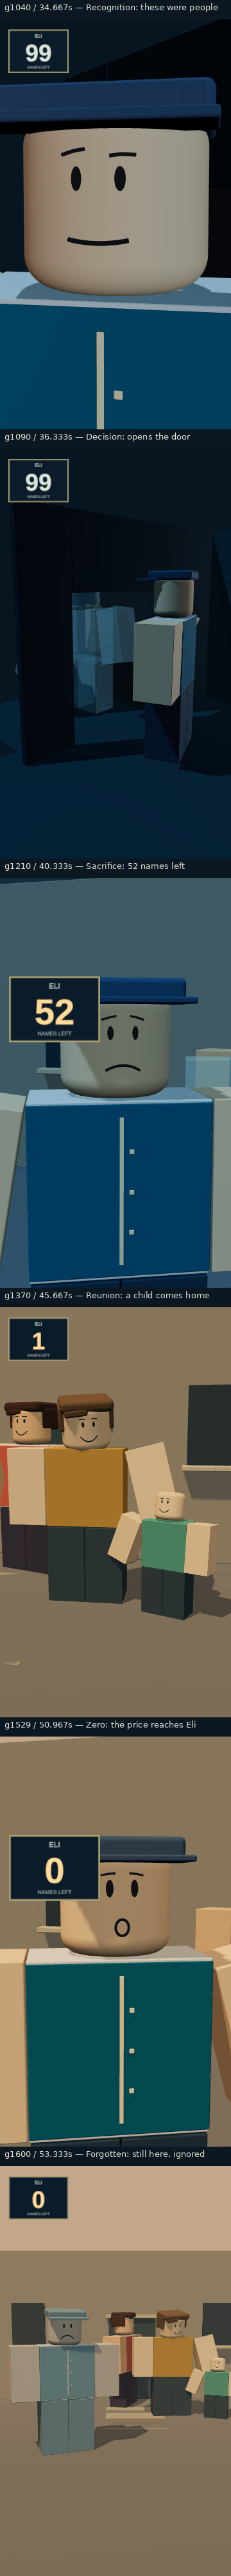 g1040 / 34.667s — Recognition: these were people
ELI
99
NAMES LEFT
g1090 / 36.333s — Decision: opens the door
ELI
99
NAMES LEFT
g1210 / 40.333s — Sacrifice: 52 names left
ELI
52
NAMES LEFT
g1370 / 45.667s — Reunion: a child comes home
ELI
1
NAMES LEFT
g1529 / 50.967s — Zero: the price reaches Eli
ELI
0
NAMES LEFT
g1600 / 53.333s — Forgotten: still here, ignored
ELI
0
NAMES LEFT